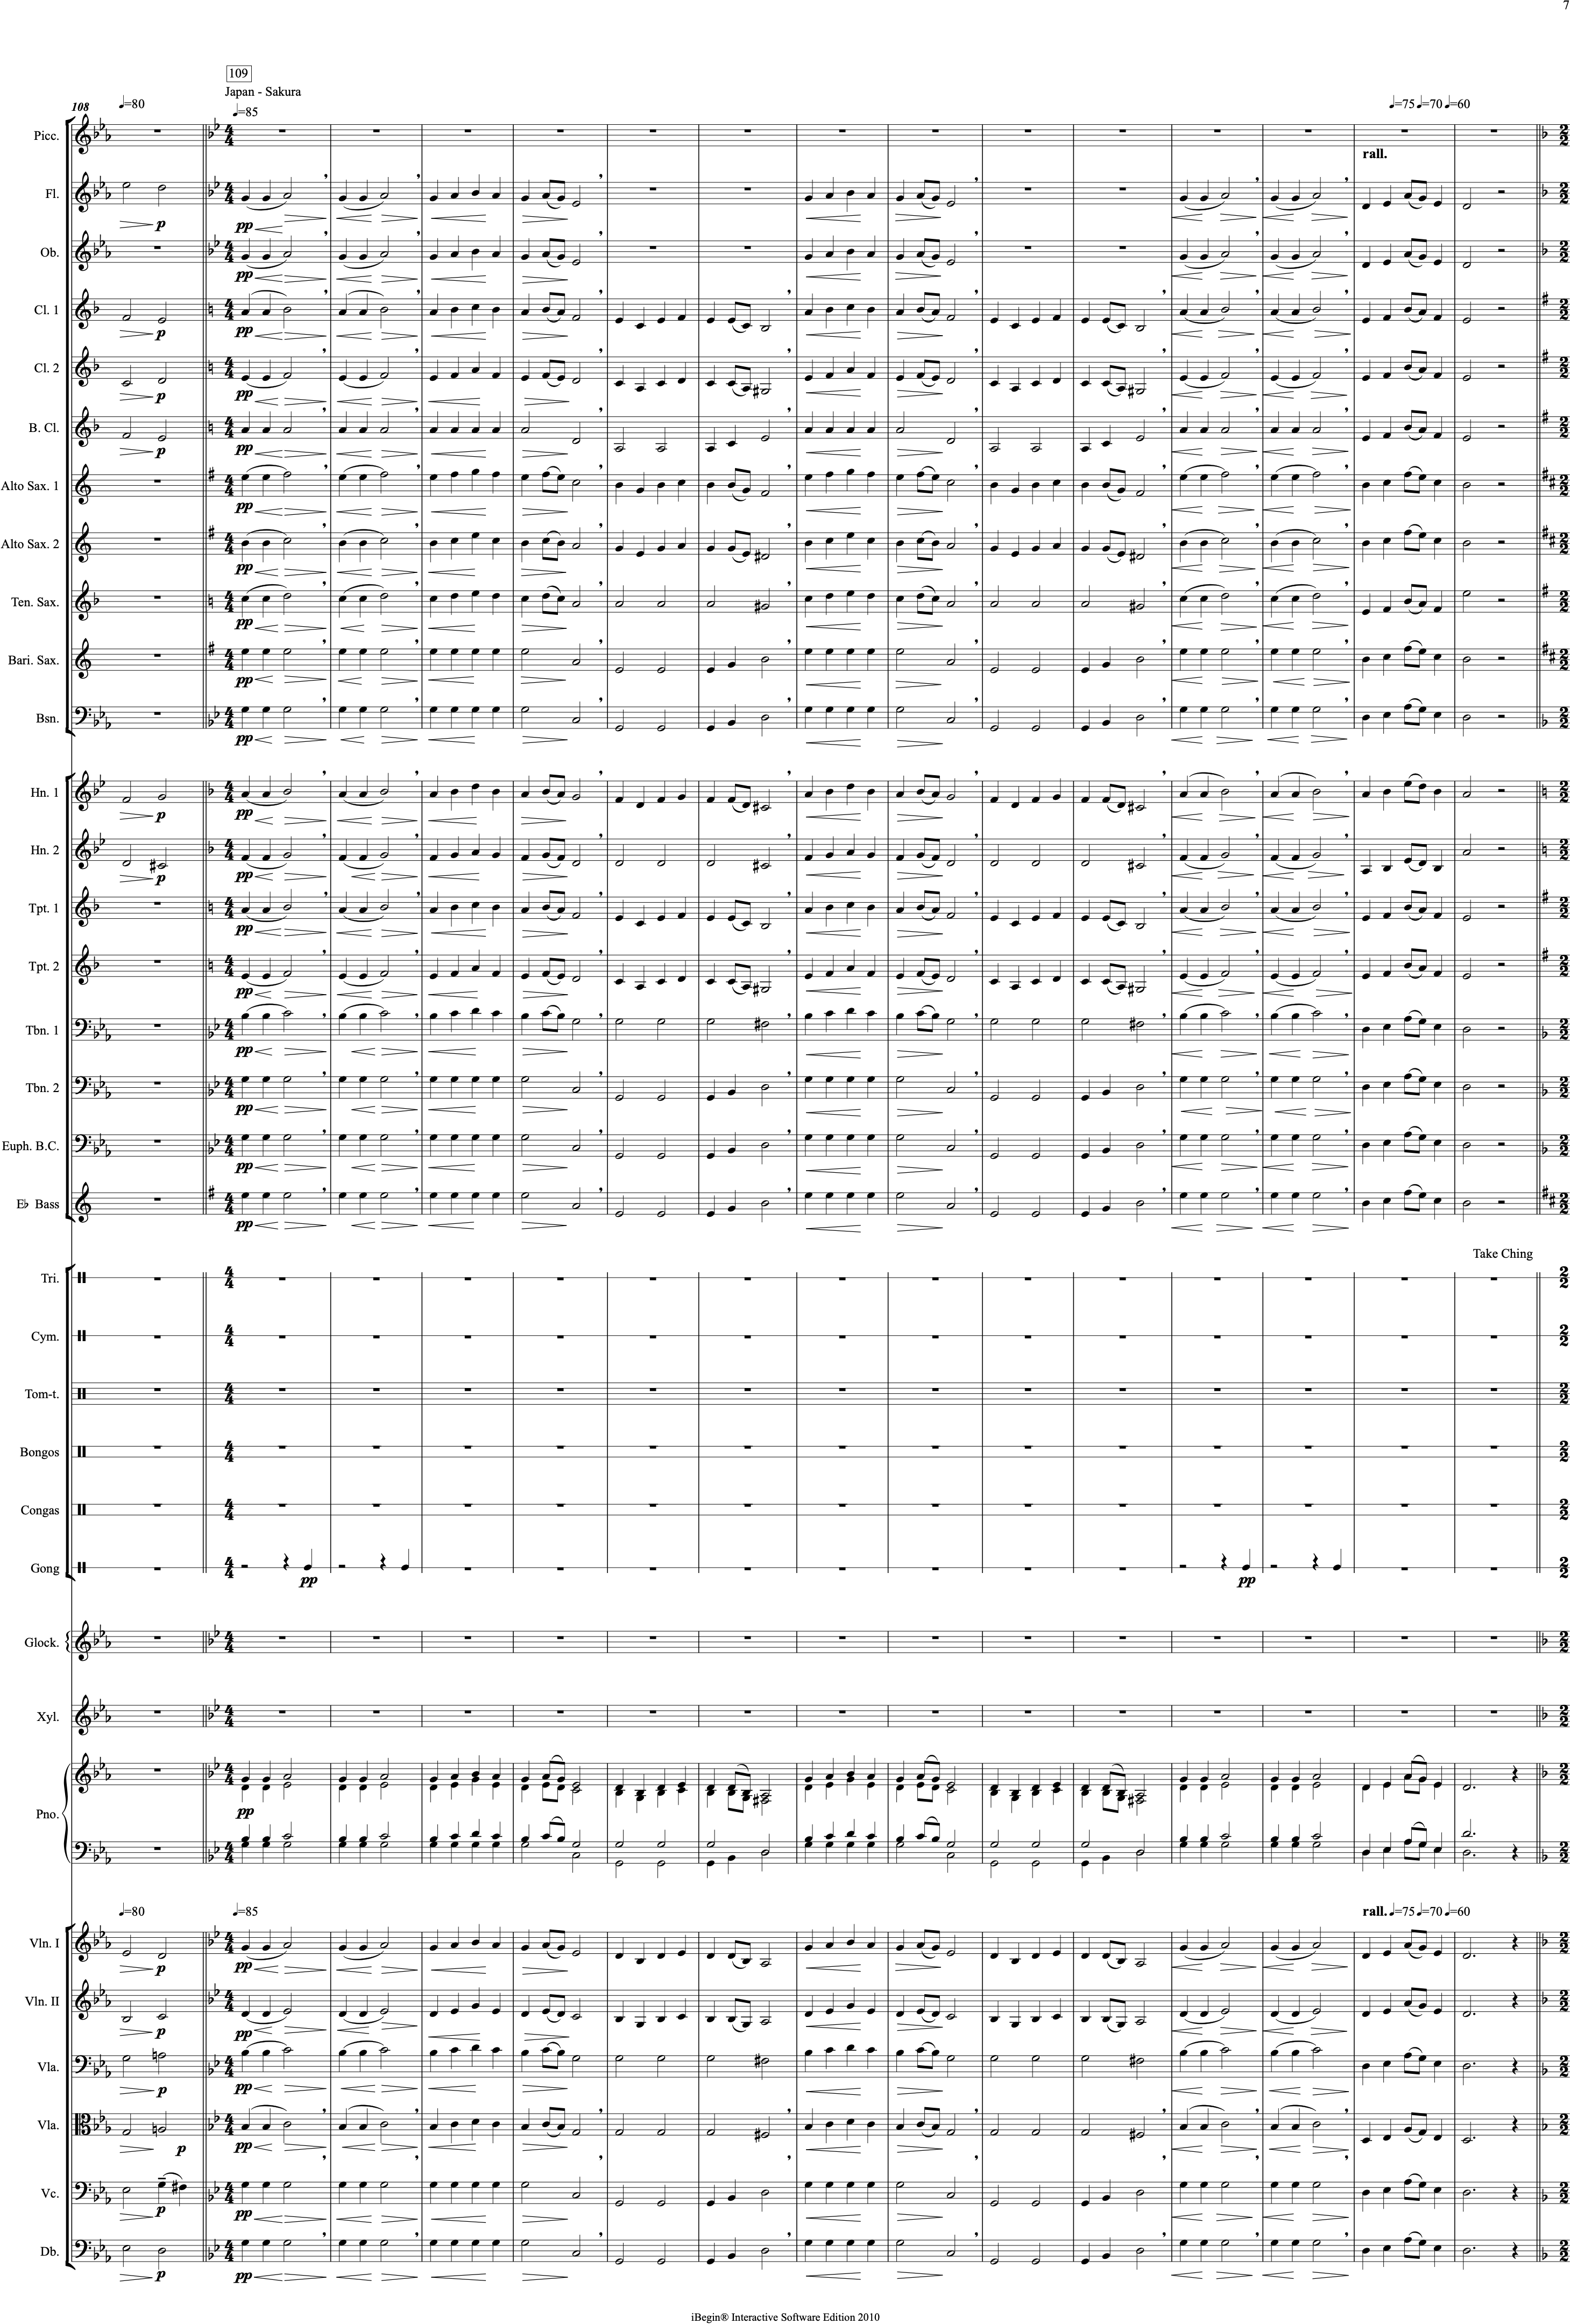 7
109
Japan - Sakura
108
♩=80
♩=85
♩=75 ♩=70 ♩=60
Picc.
rall.
Fl.
p
pp
Ob.
pp
Cl. 1
p
pp
Cl. 2
p
pp
B. Cl.
p
pp
Alto Sax. 1
pp
Alto Sax. 2
pp
Ten. Sax.
pp
Bari. Sax.
pp
Bsn.
pp
Hn. 1
p
pp
Hn. 2
p
pp
Tpt. 1
pp
Tpt. 2
pp
Tbn. 1
pp
Tbn. 2
pp
Euph. B.C.
pp
E♭ Bass
pp
Take Ching
Tri.
Cym.
Tom-t.
Bongos
Congas
Gong
pp
pp
Glock.
Xyl.
Pno.
pp
♩=80
♩=85
rall. ♩=75 ♩=70 ♩=60
Vln. I
p
pp
Vln. II
p
pp
Vla.
p
pp
Vla.
p
pp
Vc.
p
pp
Db.
p
pp
iBegin® Interactive Software Edition 2010